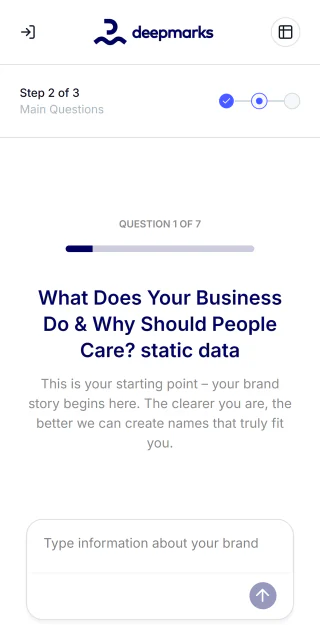 deepmarks
Step 2 of 3
Main Questions
QUESTION 1 OF 7
What Does Your Business
Do & Why Should People
Care? static data
This is your starting point – your brand
story begins here. The clearer you are, the
better we can create names that truly fit
you.
Type information about your brand